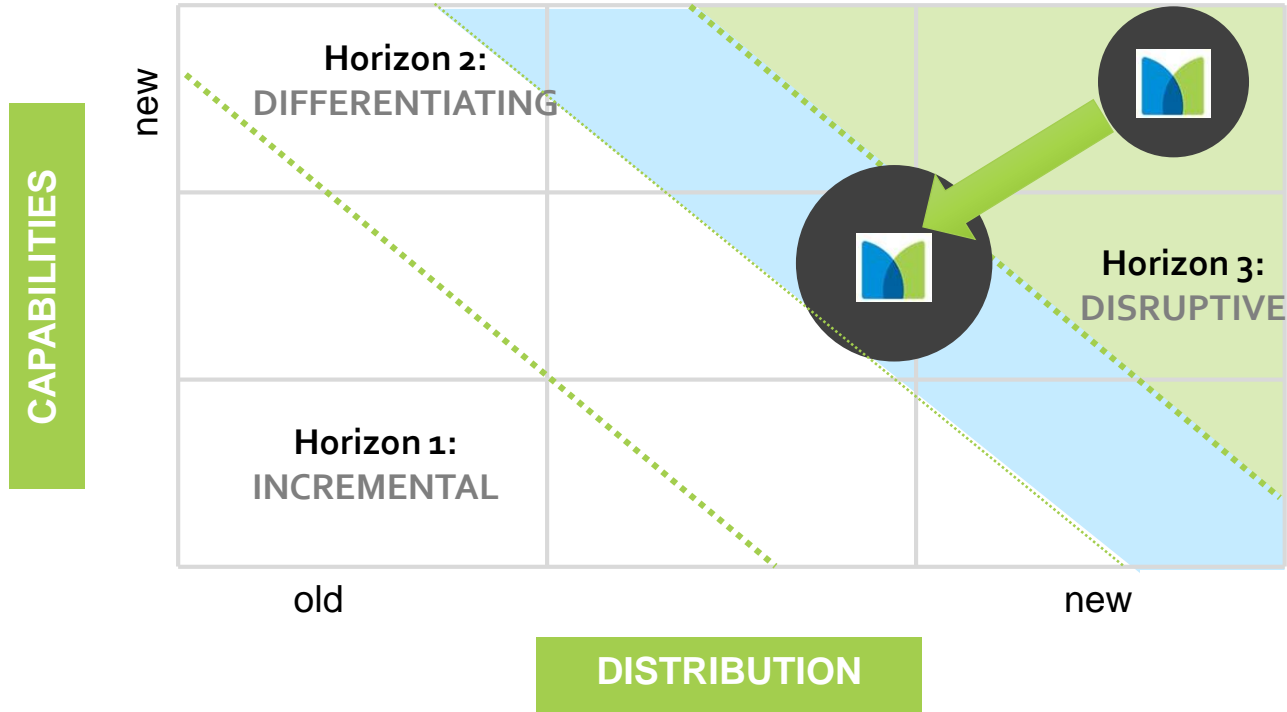 Horizon 2:
DIFFERENTIATING
new
CAPABILITIES
Horizon 3:
DISRUPTIVE
Horizon 1:
INCREMENTAL
old
new
DISTRIBUTION